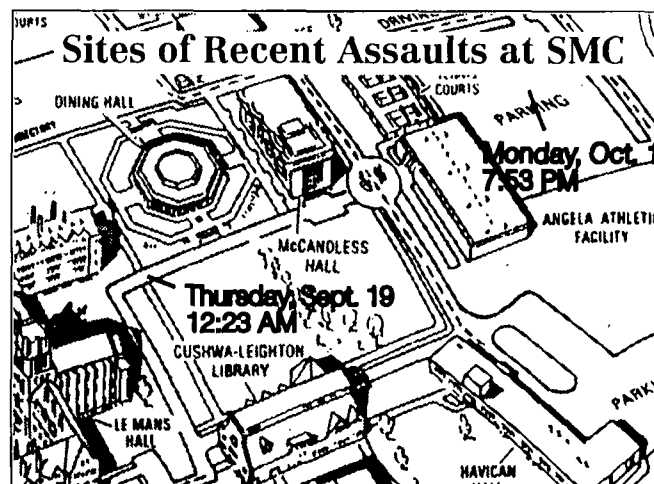 Sites of Recent Assaults at SMC
DINING HALL
COURTS
PARKING
Monday, Oct. 1
7:53 PM
ANGELA ATHLETIC
FACILITY
McCANDLESS
HALL
Thursday, Sept. 19
12:23 AM
CUSHWA-LEIGHTON
LIBRARY
LE MANS
HALL
HAVICAN